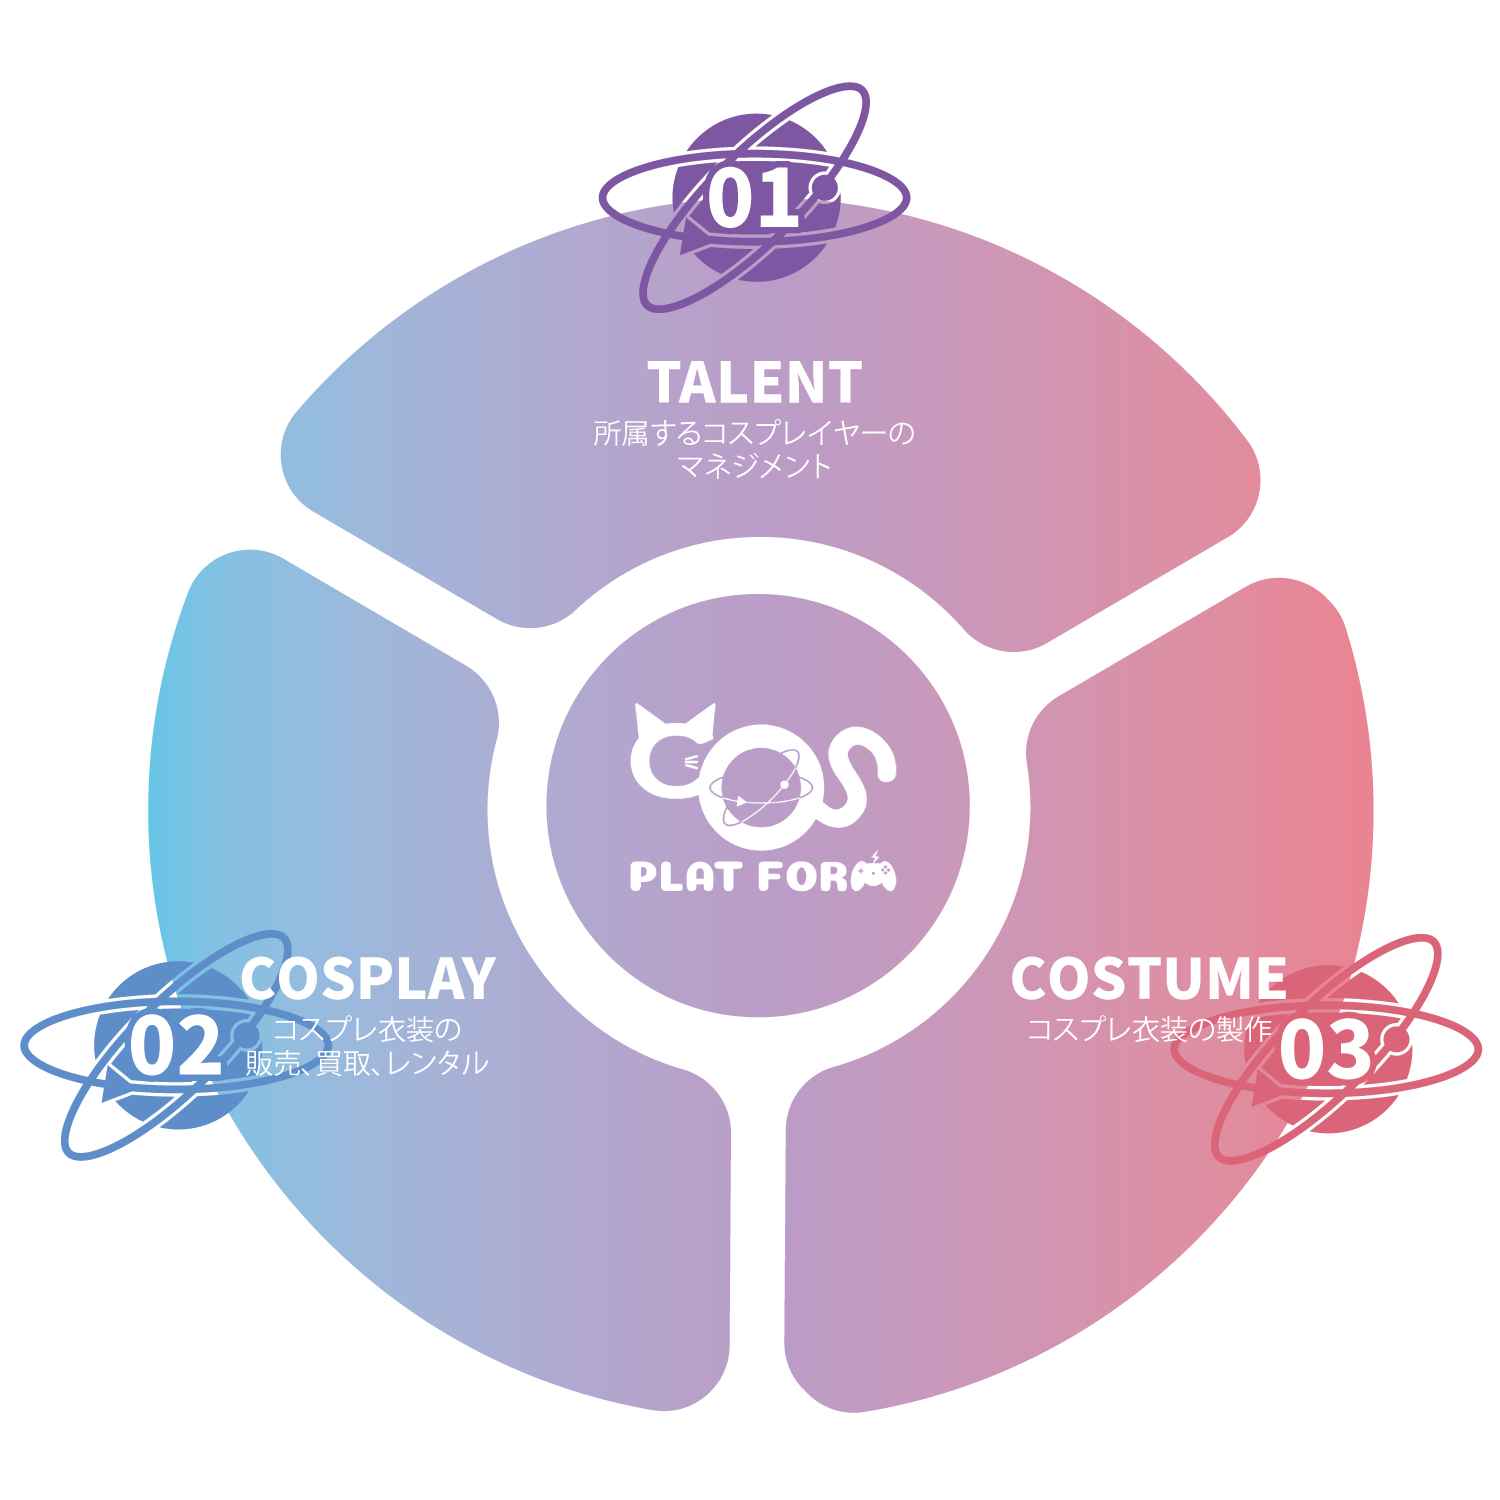 01
TALENT
所属するコスプレイヤーの
マネジメント
COS
PLAT FORM
02
COSPLAY
コスプレ衣装の
販売、買取、レンタル
COSTUME
コスプレ衣装の製作
03